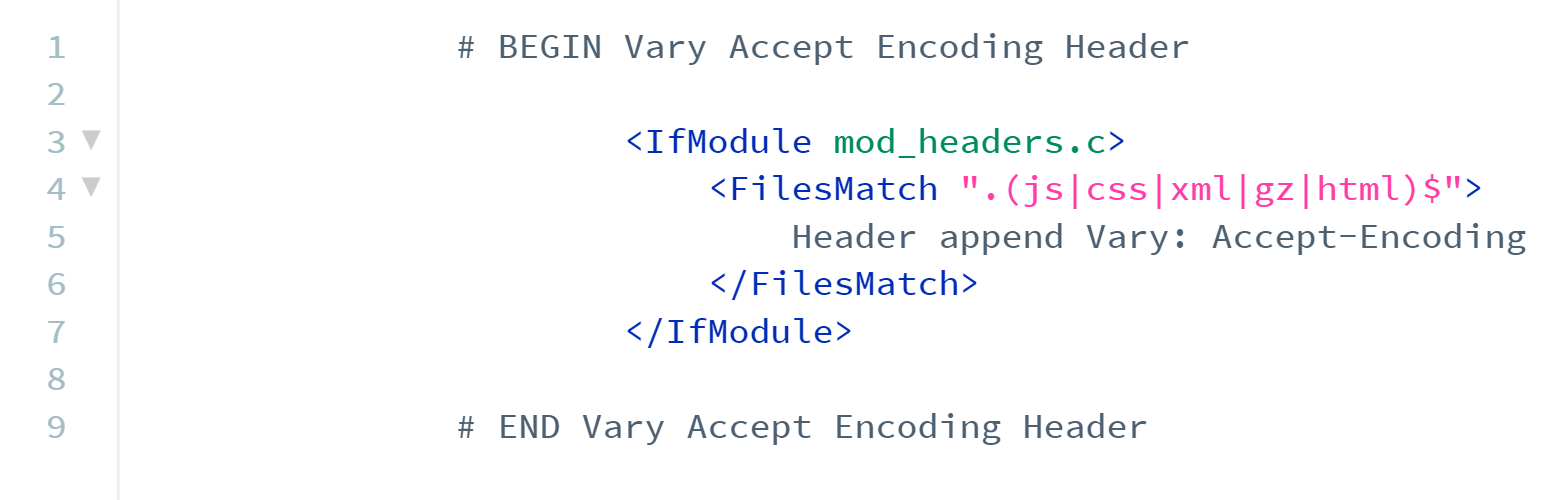 1 # BEGIN Vary Accept Encoding Header
2
3 ▼ <IfModule mod_headers.c>
4 ▼ <FilesMatch ".(js|css|xml|gz|html)$">
5 Header append Vary: Accept-Encoding
6 </FilesMatch>
7 </IfModule>
8
9 # END Vary Accept Encoding Header